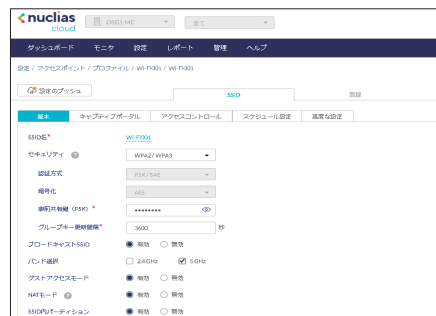 nuclias
cloud
ORG1-MC
全て
ダッシュボード モニタ 設定 レポート 管理 ヘルプ
設定 / アクセスポイント / プロファイル / Wi-Fi001 / Wi-Fi001
設定のプッシュ
SSID 無線
基本 キャプティブポータル アクセスコントロール スケジュール設定 高度な設定
SSID名* Wi-Fi001
セキュリティ ? WPA2/WPA3
認証方式 PSK/SAE
暗号化 AES
事前共有鍵 (PSK) * ••••••••
グループキー更新間隔* 3600 秒
ブロードキャストSSID 有効 無効
バンド選択 2.4 GHz 5 GHz
ゲストアクセスモード 有効 無効
NATモード ? 有効 無効
SSID内パーティション 有効 無効